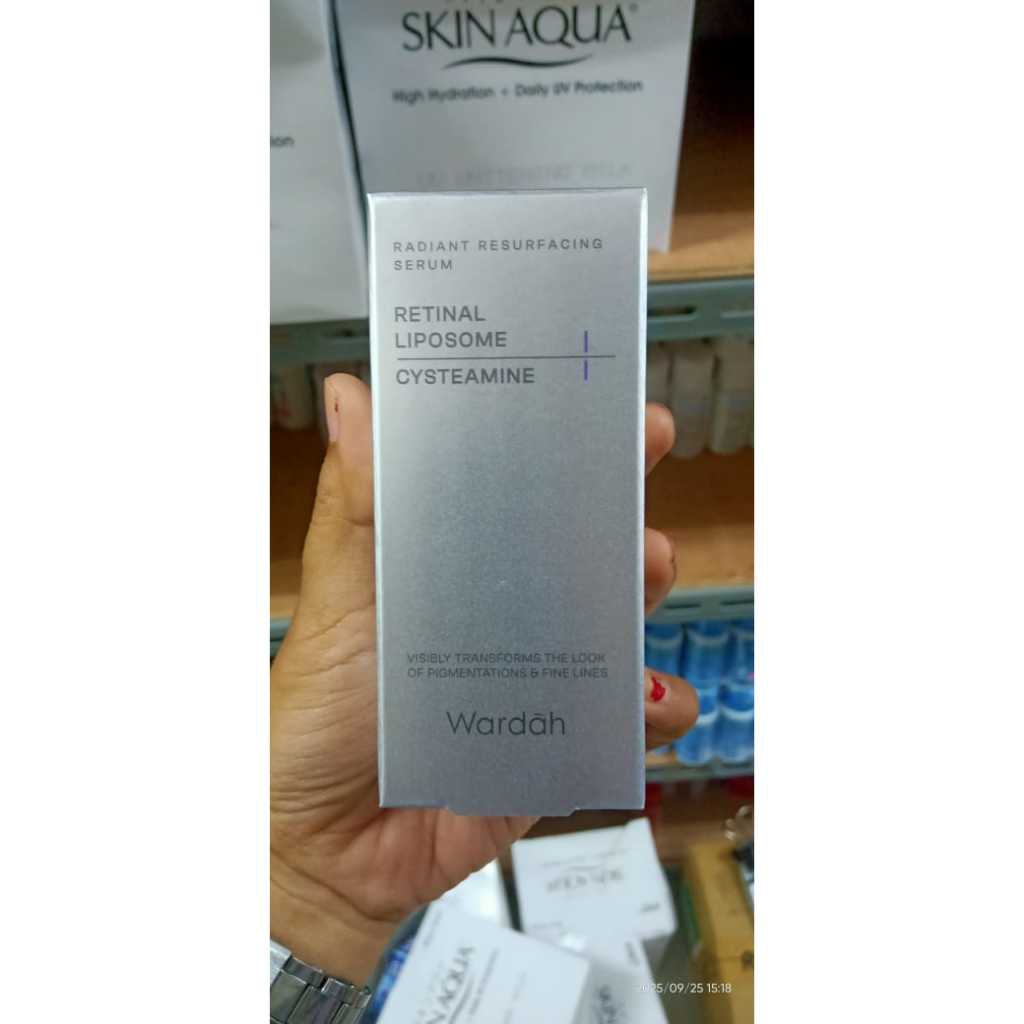 SKIN AQUA
High Hydration + Daily UV Protection
RADIANT RESURFACING
SERUM
RETINAL
LIPOSOME
CYSTEAMINE
VISIBLY TRANSFORMS THE LOOK
OF PIGMENTATIONS & FINE LINES
Wardāh
SKIN AQUA
2025/09/25 15:18